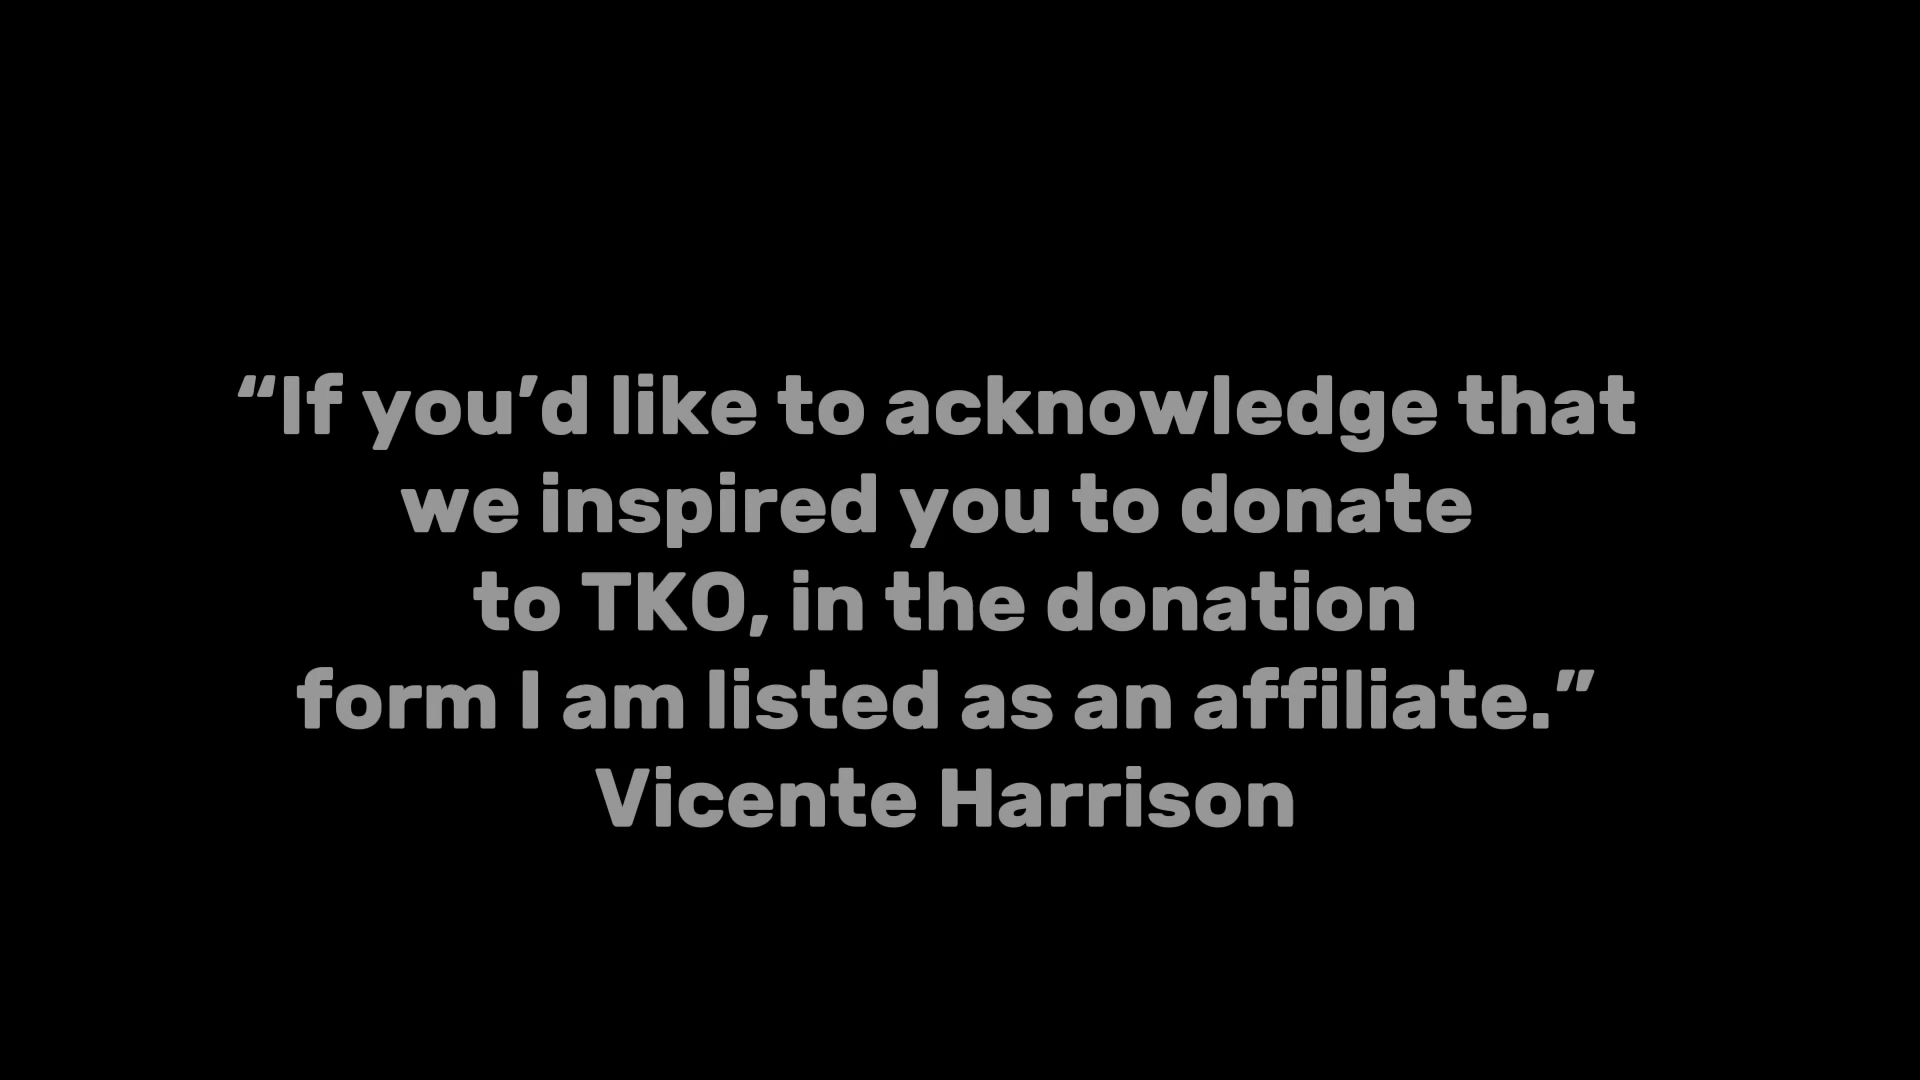 “If you’d like to acknowledge that
we inspired you to donate
to TKO, in the donation
form I am listed as an affiliate.”
Vicente Harrison